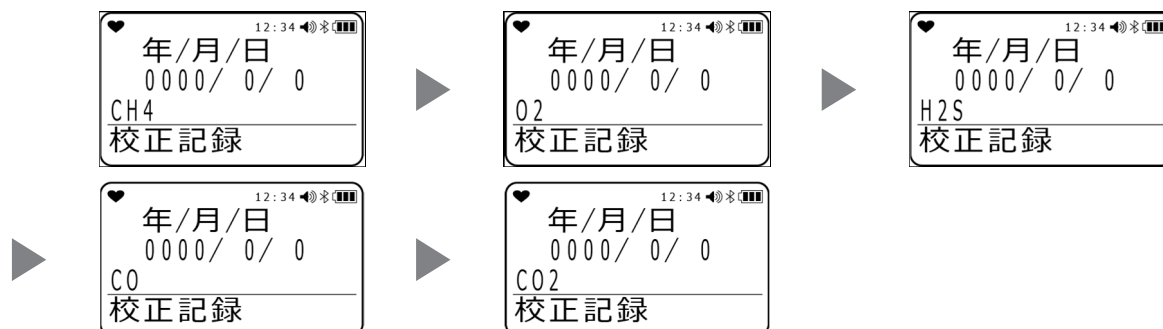 12:34
年/月/日
0000/ 0/ 0
CH4
校正記録
12:34
年/月/日
0000/ 0/ 0
O2
校正記録
12:34
年/月/日
0000/ 0/ 0
H2S
校正記録
12:34
年/月/日
0000/ 0/ 0
CO
校正記録
12:34
年/月/日
0000/ 0/ 0
CO2
校正記録